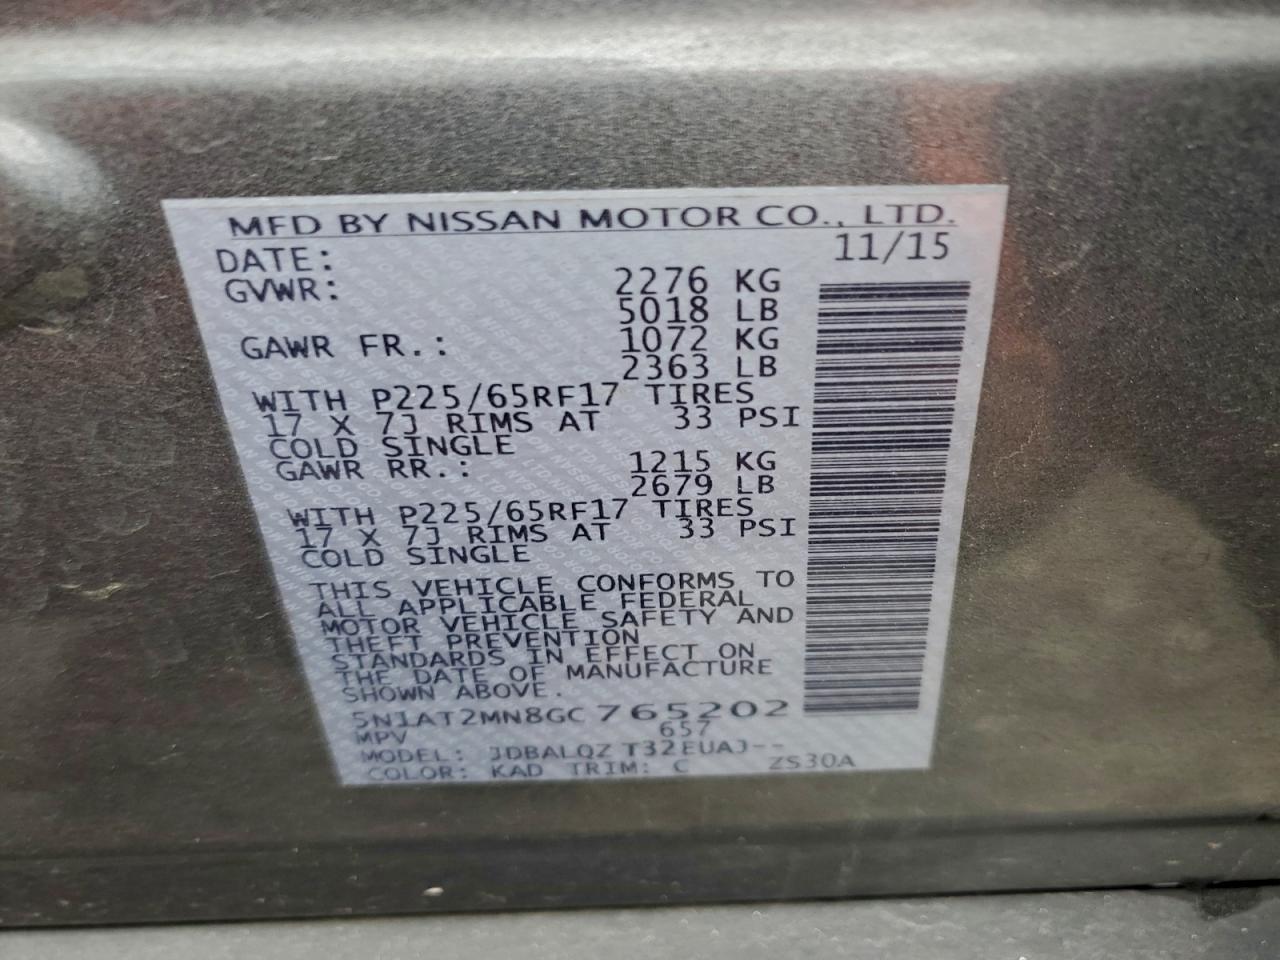 MFD BY NISSAN MOTOR CO., LTD.
DATE: 11/15
GVWR: 2276 KG
5018 LB
GAWR FR.: 1072 KG
2363 LB
WITH P225/65RF17 TIRES
17 X 7J RIMS AT 33 PSI
COLD SINGLE
GAWR RR.: 1215 KG
2679 LB
WITH P225/65RF17 TIRES
17 X 7J RIMS AT 33 PSI
COLD SINGLE
THIS VEHICLE CONFORMS TO
ALL APPLICABLE FEDERAL
MOTOR VEHICLE SAFETY AND
THEFT PREVENTION
STANDARDS IN EFFECT ON
THE DATE OF MANUFACTURE
SHOWN ABOVE.
5N1AT2MN8GC765202
MPV 657
MODEL: JDBALQZ T32EUAJ--
COLOR: KAD TRIM: C ZS30A